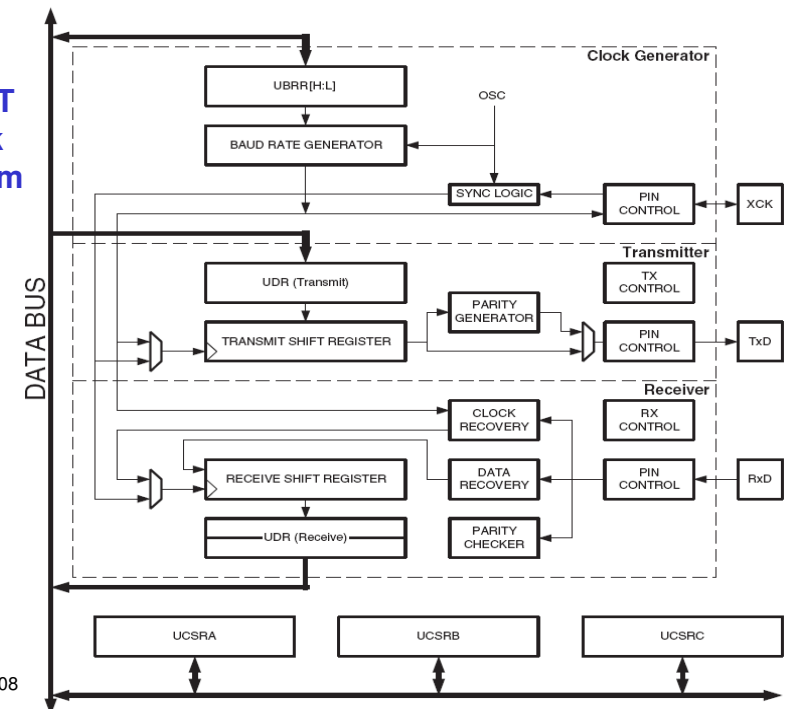 T
k
m
Clock Generator
UBRR[H:L]
OSC
BAUD RATE GENERATOR
SYNC LOGIC
PIN
CONTROL
XCK
Transmitter
UDR (Transmit)
TX
CONTROL
PARITY
GENERATOR
TRANSMIT SHIFT REGISTER
PIN
CONTROL
TxD
DATA BUS
Receiver
CLOCK
RECOVERY
RX
CONTROL
RECEIVE SHIFT REGISTER
DATA
RECOVERY
PIN
CONTROL
RxD
UDR (Receive)
PARITY
CHECKER
UCSRA
UCSRB
UCSRC
08